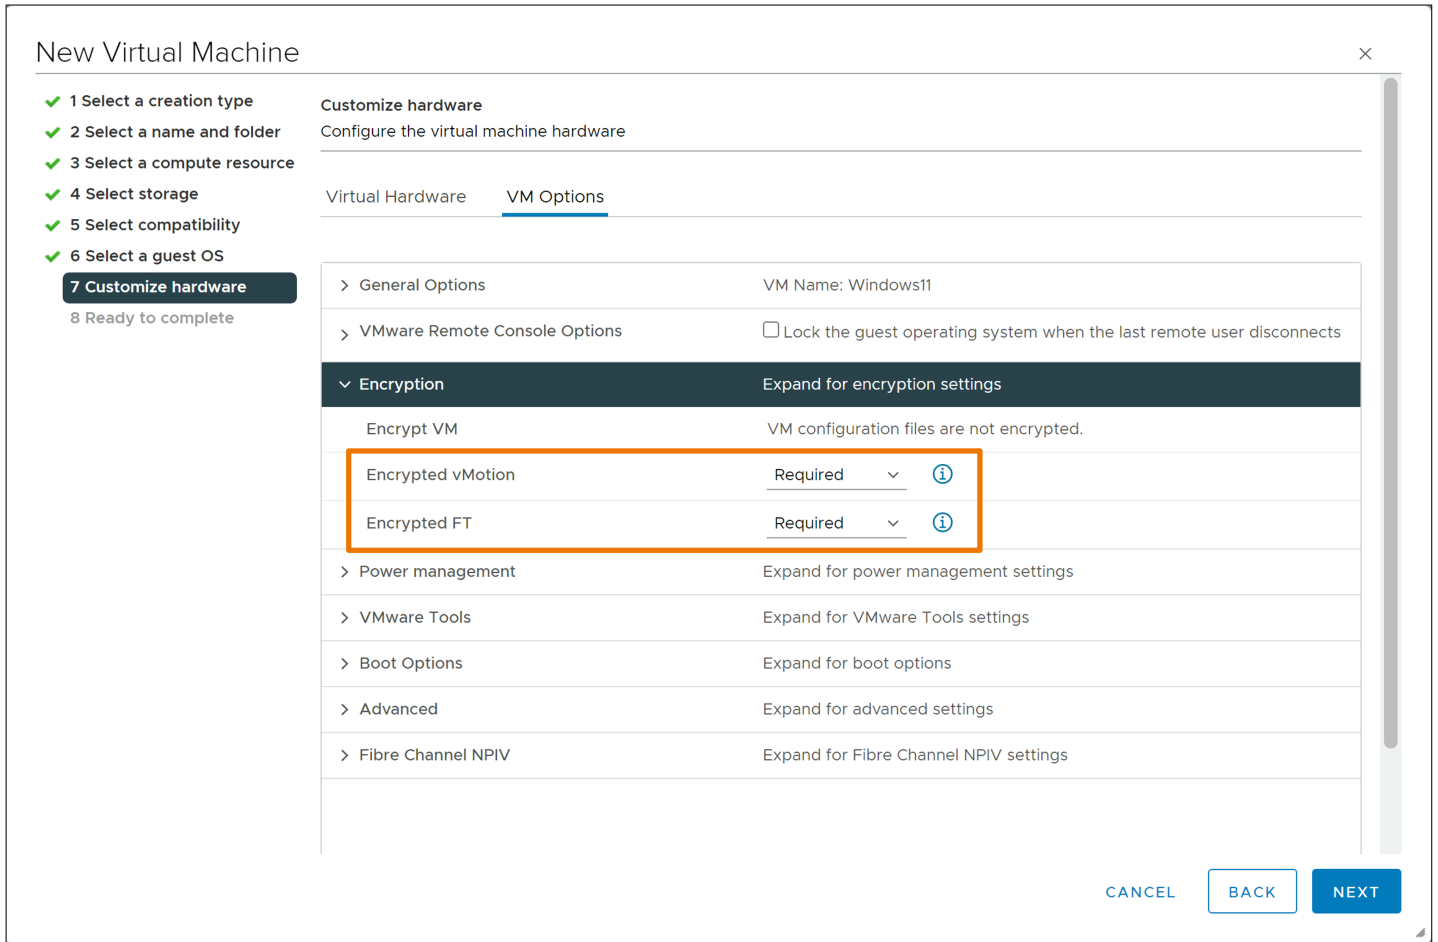 New Virtual Machine
1 Select a creation type
2 Select a name and folder
3 Select a compute resource
4 Select storage
5 Select compatibility
6 Select a guest OS
7 Customize hardware
8 Ready to complete
Customize hardware
Configure the virtual machine hardware
Virtual Hardware VM Options
General Options VM Name: Windows11
VMware Remote Console Options Lock the guest operating system when the last remote user disconnects
Encryption Expand for encryption settings
Encrypt VM VM configuration files are not encrypted.
Encrypted vMotion Required
Encrypted FT Required
Power management Expand for power management settings
VMware Tools Expand for VMware Tools settings
Boot Options Expand for boot options
Advanced Expand for advanced settings
Fibre Channel NPIV Expand for Fibre Channel NPIV settings
CANCEL BACK NEXT